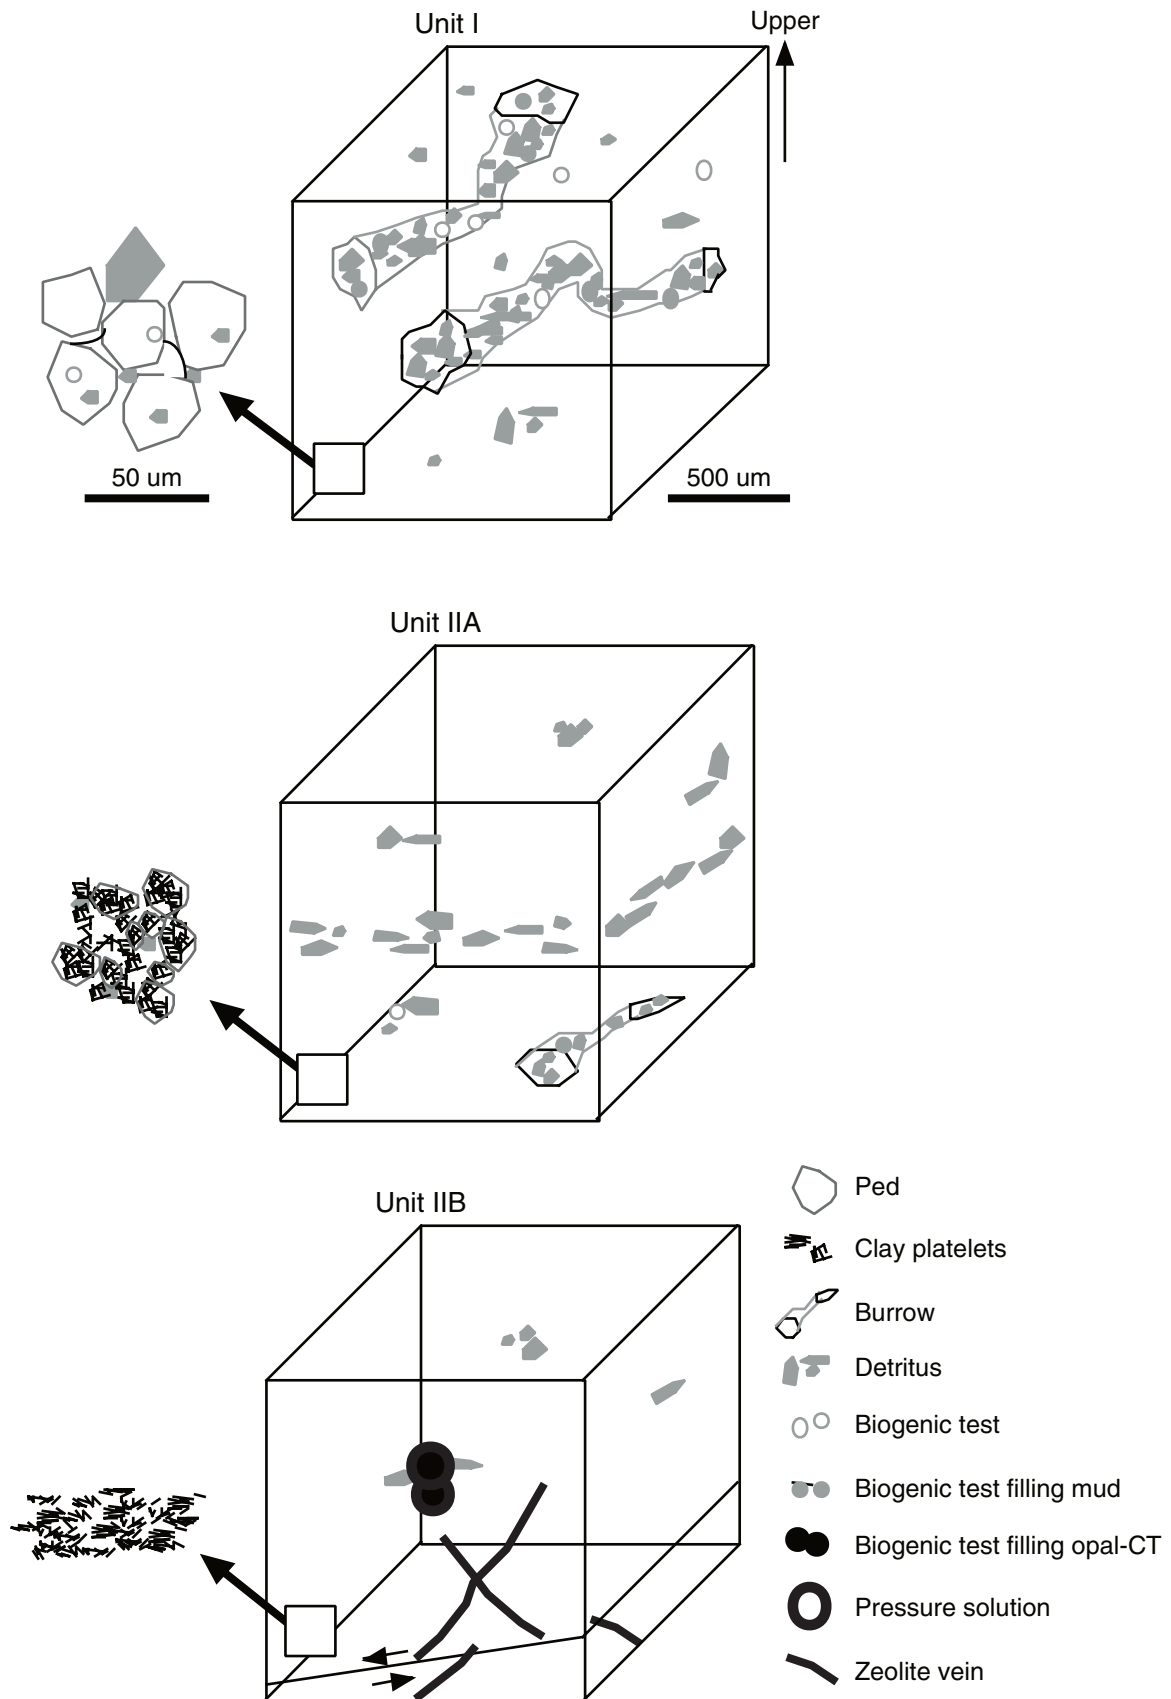 Unit I
Upper
50 um
500 um
Unit IIA
Unit IIB
Ped
Clay platelets
Burrow
Detritus
Biogenic test
Biogenic test filling mud
Biogenic test filling opal-CT
Pressure solution
Zeolite vein